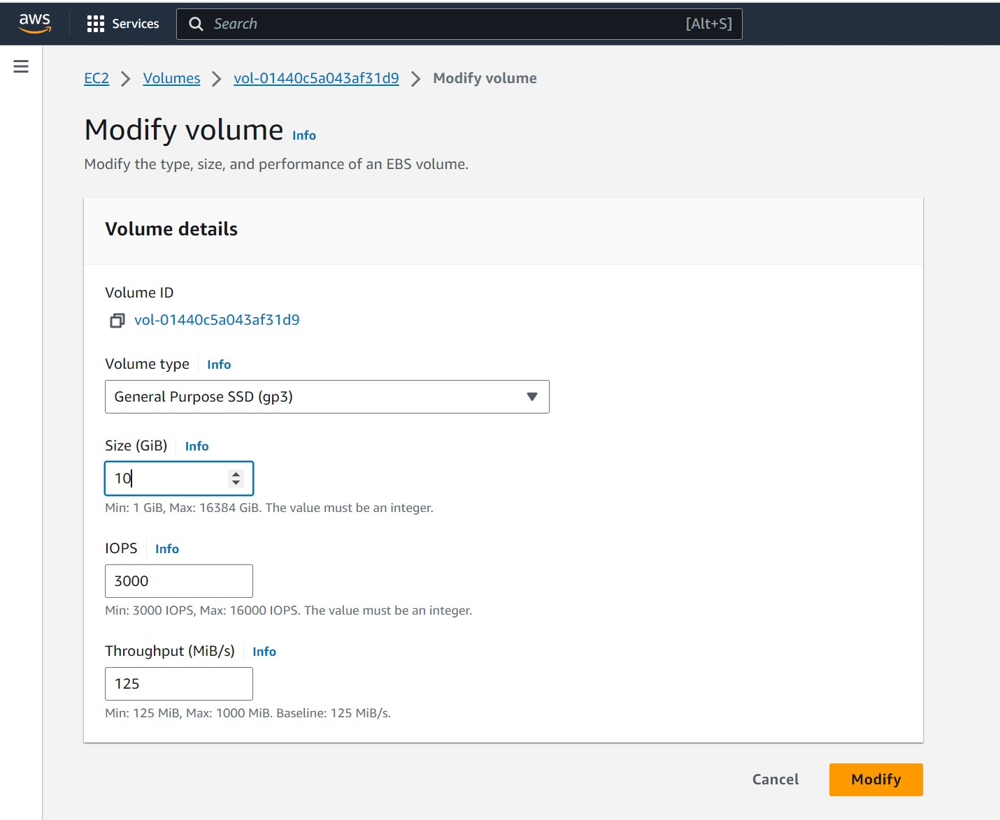 aws Services Search [Alt+S]
EC2 Volumes vol-01440c5a043af31d9 Modify volume
Modify volume Info
Modify the type, size, and performance of an EBS volume.
Volume details
Volume ID
vol-01440c5a043af31d9
Volume type Info
General Purpose SSD (gp3)
Size (GiB) Info
10
Min: 1 GiB, Max: 16384 GiB. The value must be an integer.
IOPS Info
3000
Min: 3000 IOPS, Max: 16000 IOPS. The value must be an integer.
Throughput (MiB/s) Info
125
Min: 125 MiB, Max: 1000 MiB. Baseline: 125 MiB/s.
Cancel Modify